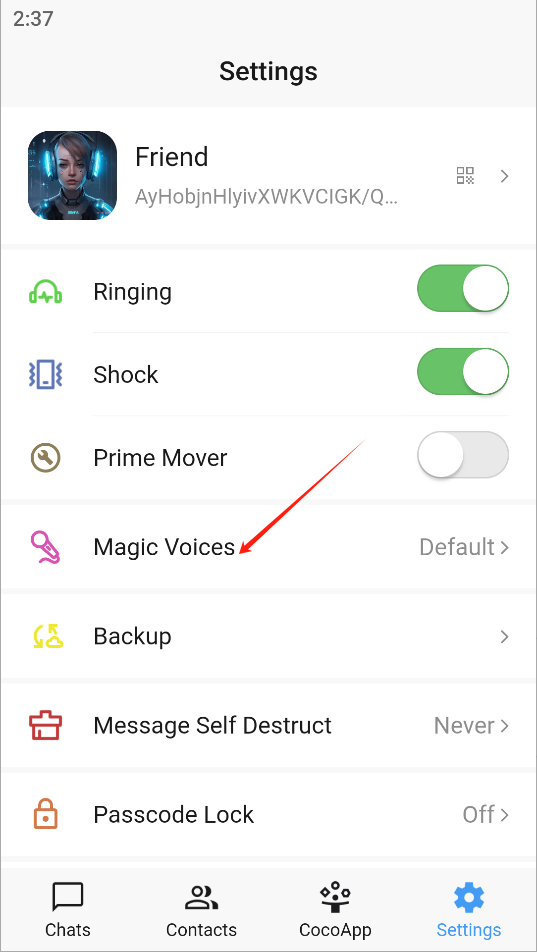 2:37
Settings
Friend
AyHobjnHlyivXWKVCIGK/Q...
Ringing
Shock
Prime Mover
Magic Voices Default
Backup
Message Self Destruct Never
Passcode Lock Off
Chats Contacts CocoApp Settings